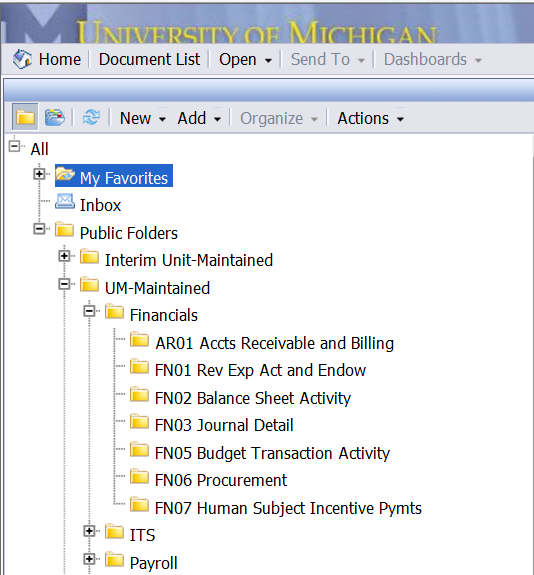 UNIVERSITY OF MICHIGAN
Home Document List Open Send To Dashboards
New Add Organize Actions
All
My Favorites
Inbox
Public Folders
Interim Unit-Maintained
UM-Maintained
Financials
AR01 Accts Receivable and Billing
FN01 Rev Exp Act and Endow
FN02 Balance Sheet Activity
FN03 Journal Detail
FN05 Budget Transaction Activity
FN06 Procurement
FN07 Human Subject Incentive Pymts
ITS
Payroll